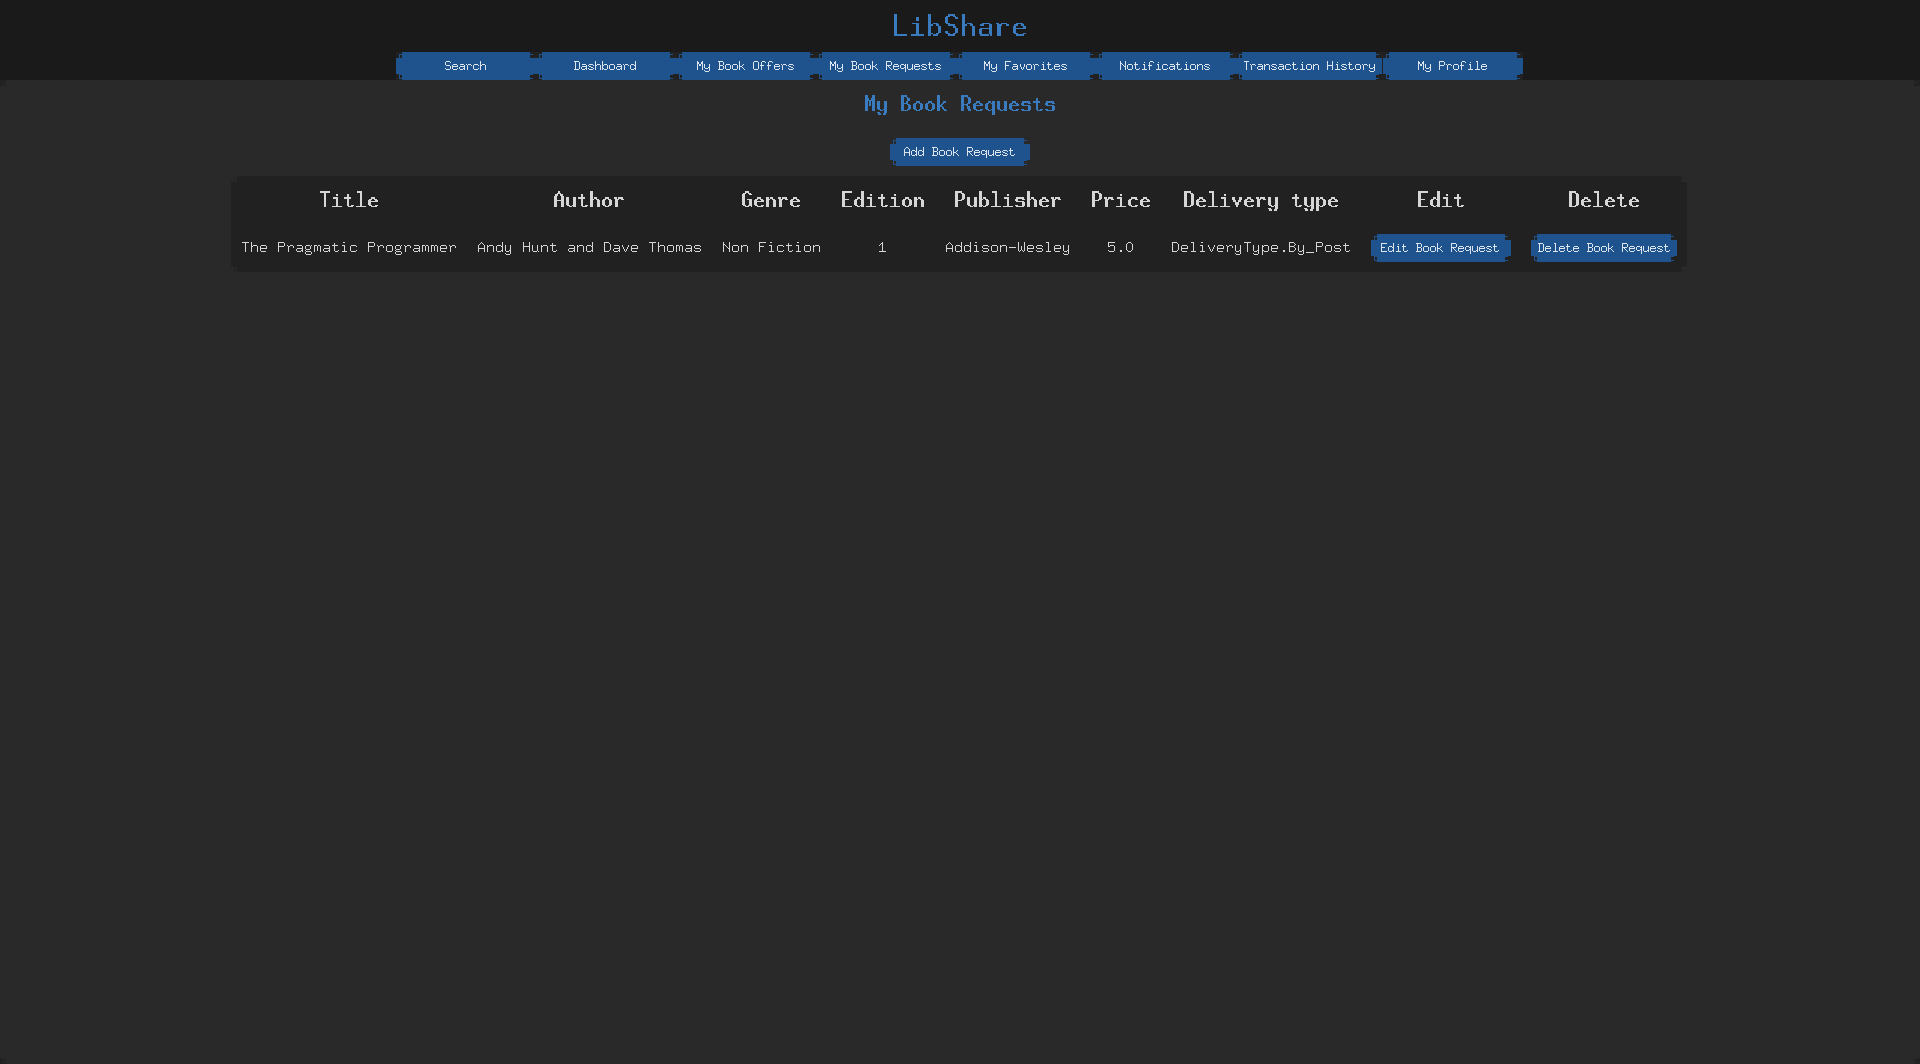 LibShare
Search Dashboard My Book Offers My Book Requests My Favorites Notifications Transaction History My Profile
My Book Requests
Add Book Request
Title Author Genre Edition Publisher Price Delivery type Edit Delete
The Pragmatic Programmer Andy Hunt and Dave Thomas Non Fiction 1 Addison-Wesley 5.0 DeliveryType.By_Post Edit Book Request Delete Book Request